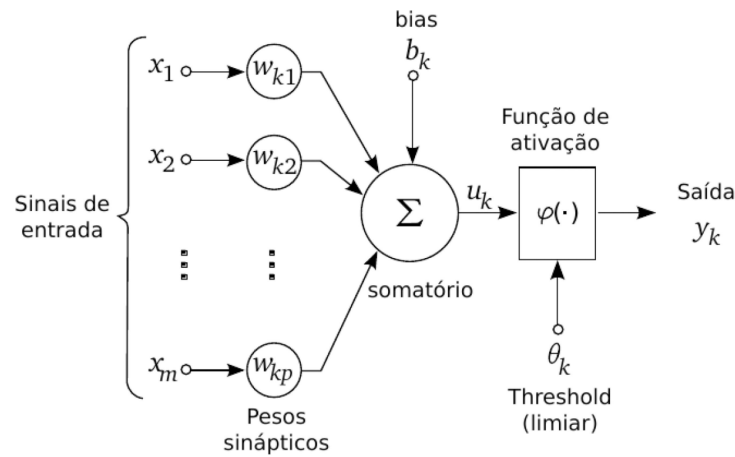 bias
b_k
x_1
w_k1
Função de
ativação
x_2
w_k2
Sinais de
entrada
Σ
u_k
φ(·)
Saída
y_k
somatório
x_m
w_kp
θ_k
Pesos
sinápticos
Threshold
(limiar)